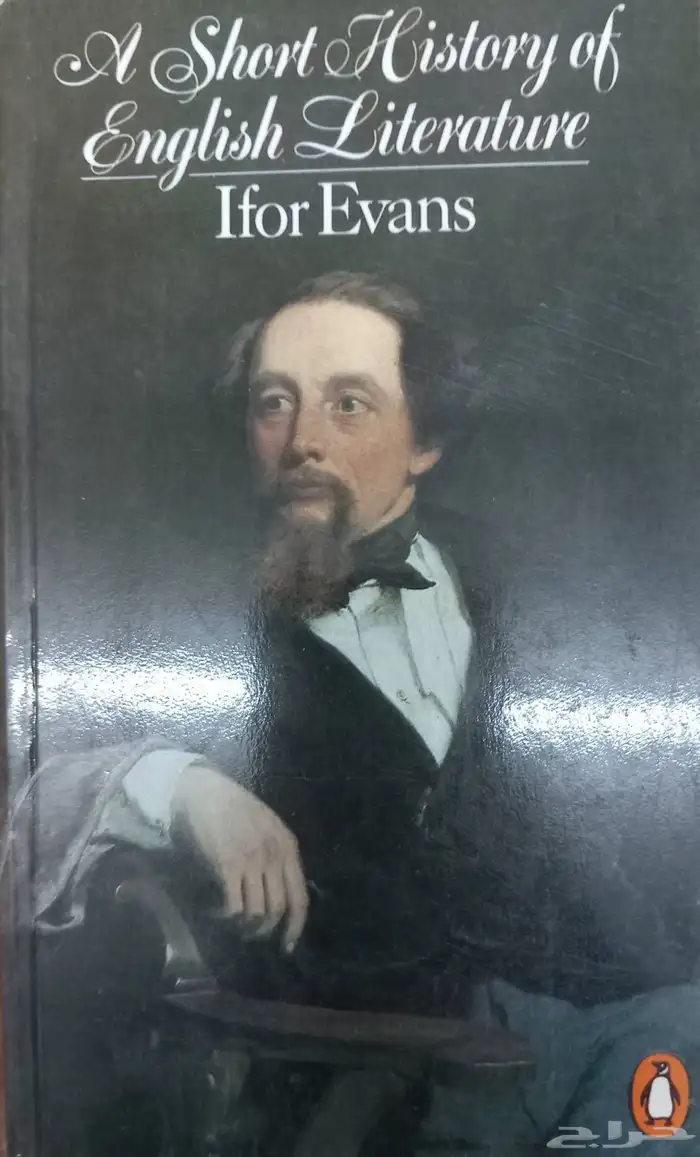 A Short History of
English Literature
Ifor Evans
حراج